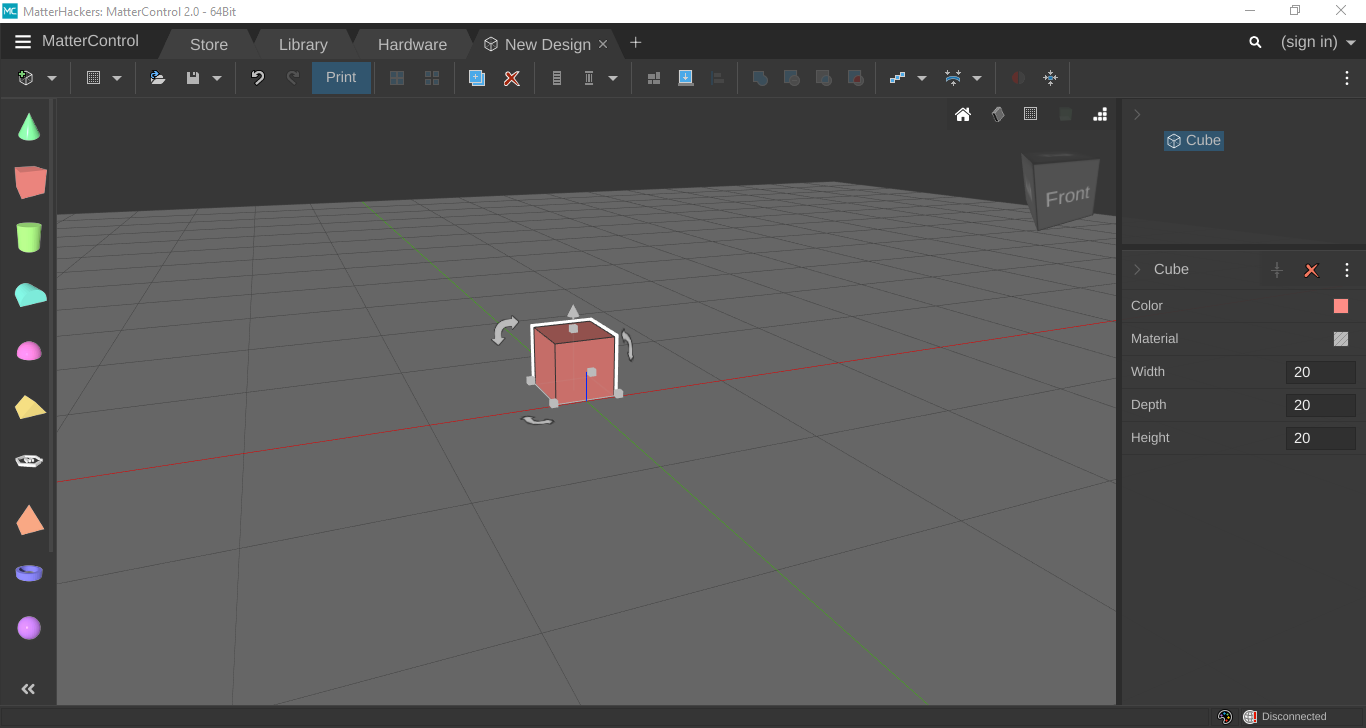 MC MatterHackers: MatterControl 2.0 - 64Bit
MatterControl Store Library Hardware New Design (sign in)
Print
Cube
Front
Cube
Color
Material
Width 20
Depth 20
Height 20
Disconnected